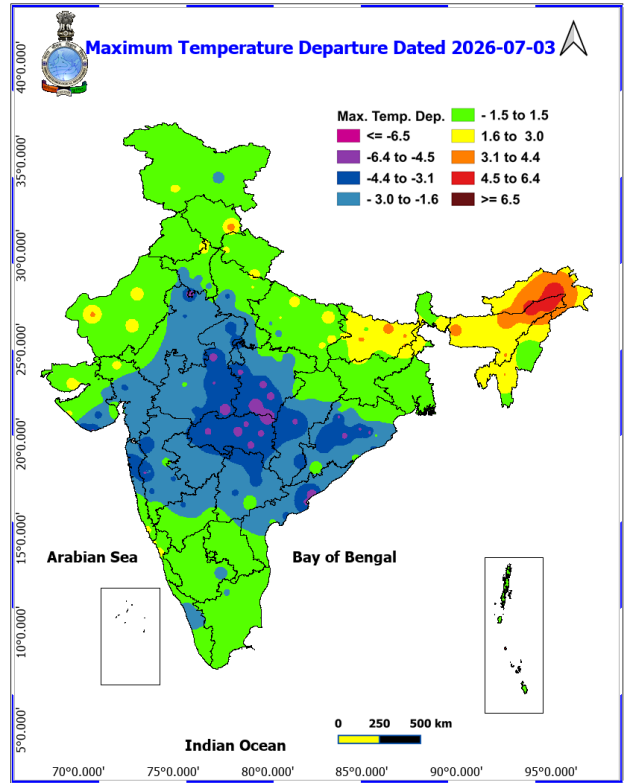 Maximum Temperature Departure Dated 2026-07-03
Max. Temp. Dep.
<= -6.5
-6.4 to -4.5
-4.4 to -3.1
- 3.0 to -1.6
- 1.5 to 1.5
1.6 to 3.0
3.1 to 4.4
4.5 to 6.4
>= 6.5
40°0.000'
35°0.000'
30°0.000'
25°0.000'
20°0.000'
15°0.000'
10°0.000'
5°0.000'
Arabian Sea
Bay of Bengal
Indian Ocean
0 250 500 km
70°0.000' 75°0.000' 80°0.000' 85°0.000' 90°0.000' 95°0.000'